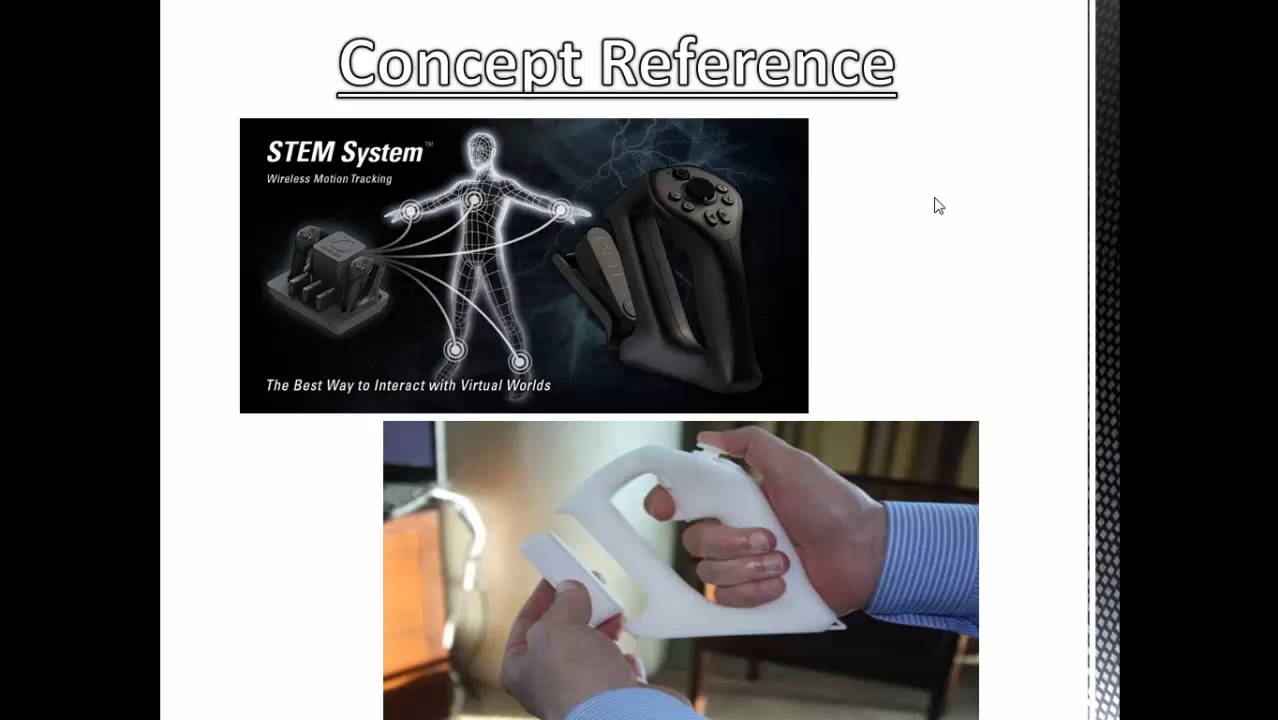 Concept Reference
STEM System™
Wireless Motion Tracking
The Best Way to Interact with Virtual Worlds